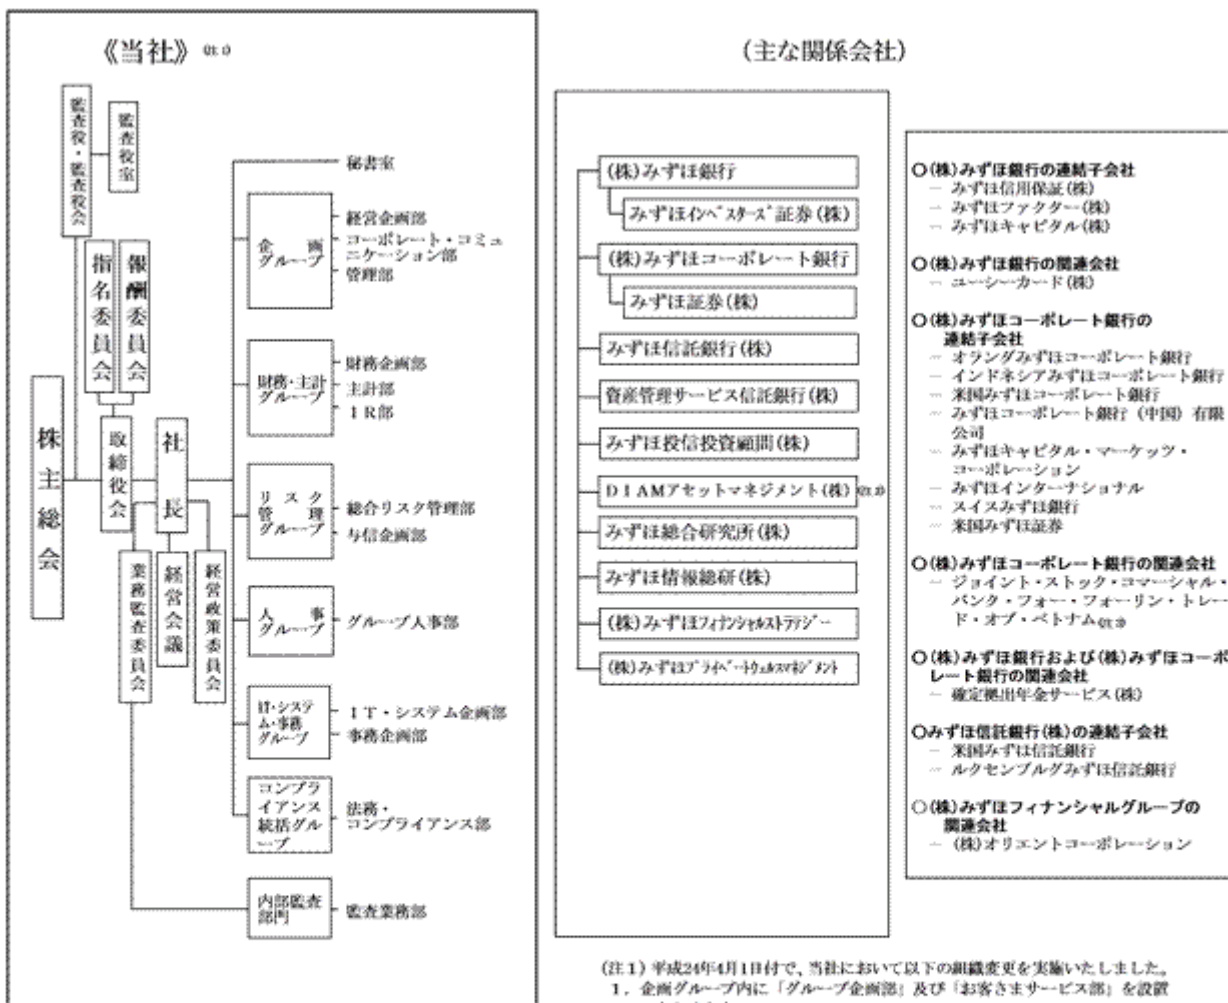 《当社》(注1)
(主な関係会社)
監査役・監査役会
監査役室
指名委員会
報酬委員会
株主総会
取締役会
社長
業務監査委員会
経営会議
経営政策委員会
秘書室
企画
グループ
経営企画部
コーポレート・コミュ
ニケーション部
管理部
財務・主計
グループ
財務企画部
主計部
IR部
リスク
管理
グループ
総合リスク管理部
与信企画部
人事
グループ
グループ人事部
IT・システ
ム・事務
グループ
IT・システム企画部
事務企画部
コンプラ
イアンス
統括グル
ープ
法務・
コンプライアンス部
内部監査
部門
監査業務部
(株)みずほ銀行
みずほインベスターズ証券(株)
(株)みずほコーポレート銀行
みずほ証券(株)
みずほ信託銀行(株)
資産管理サービス信託銀行(株)
みずほ投信投資顧問(株)
DIAMアセットマネジメント(株)
みずほ総合研究所(株)
みずほ情報総研(株)
(株)みずほフィナンシャルストラテジー
(株)みずほプライベートウェルスマネジメント
○(株)みずほ銀行の連結子会社
― みずほ信用保証(株)
― みずほファクター(株)
― みずほキャピタル(株)
○(株)みずほ銀行の関連会社
― ユーシーカード(株)
○(株)みずほコーポレート銀行の
連結子会社
― オランダみずほコーポレート銀行
― インドネシアみずほコーポレート銀行
― 米国みずほコーポレート銀行
― みずほコーポレート銀行(中国)有限
公司
― みずほキャピタル・マーケッツ・
コーポレーション
― みずほインターナショナル
― スイスみずほ銀行
― 米国みずほ証券
○(株)みずほコーポレート銀行の関連会社
― ジョイント・ストック・コマーシャル・
バンク・フォー・フォーリン・トレー
ド・オブ・ベトナム
○(株)みずほ銀行および(株)みずほコーポ
レート銀行の関連会社
― 確定拠出年金サービス(株)
○みずほ信託銀行(株)の連結子会社
― 米国みずほ信託銀行
― ルクセンブルグみずほ信託銀行
○(株)みずほフィナンシャルグループの
関連会社
― (株)オリエントコーポレーション
(注1)平成24年4月1日付で、当社において以下の組織変更を実施いたしました。
1.企画グループ内に「グループ企画部」及び「お客さまサービス部」を設置